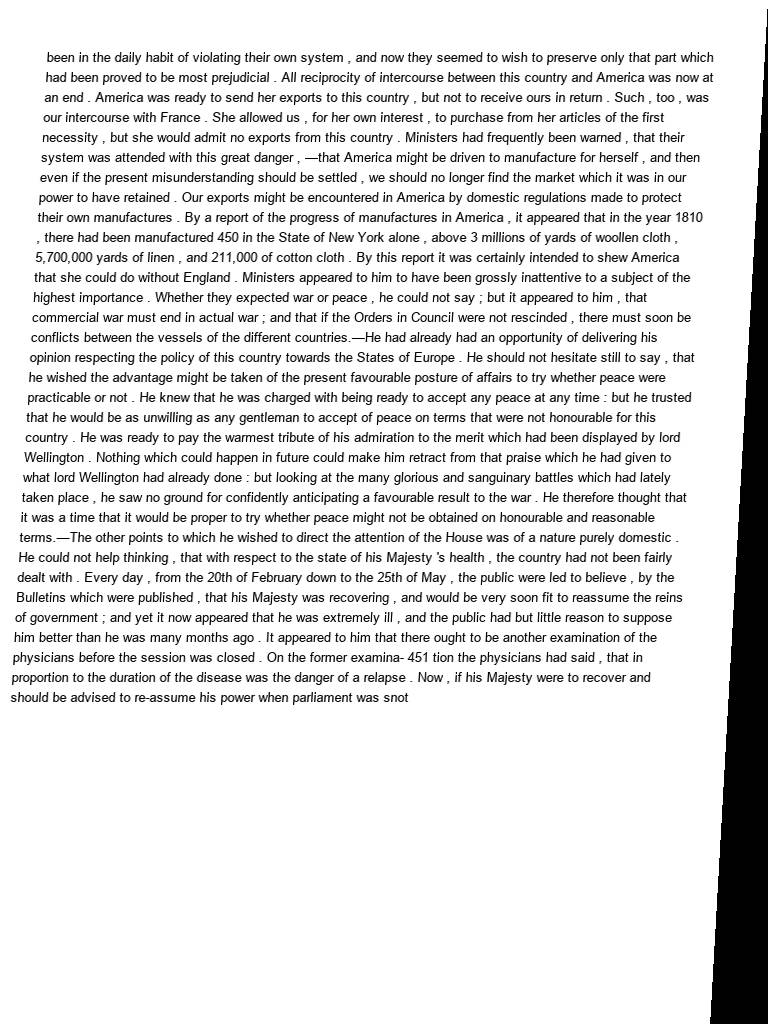 been in the daily habit of violating their own system , and now they seemed to wish to preserve only that part which
had been proved to be most prejudicial . All reciprocity of intercourse between this country and America was now at
an end . America was ready to send her exports to this country , but not to receive ours in return . Such , too , was
our intercourse with France . She allowed us , for her own interest , to purchase from her articles of the first
necessity , but she would admit no exports from this country . Ministers had frequently been warned , that their
system was attended with this great danger , —that America might be driven to manufacture for herself , and then
even if the present misunderstanding should be settled , we should no longer find the market which it was in our
power to have retained . Our exports might be encountered in America by domestic regulations made to protect
their own manufactures . By a report of the progress of manufactures in America , it appeared that in the year 1810
, there had been manufactured 450 in the State of New York alone , above 3 millions of yards of woollen cloth ,
5,700,000 yards of linen , and 211,000 of cotton cloth . By this report it was certainly intended to shew America
that she could do without England . Ministers appeared to him to have been grossly inattentive to a subject of the
highest importance . Whether they expected war or peace , he could not say ; but it appeared to him , that
commercial war must end in actual war ; and that if the Orders in Council were not rescinded , there must soon be
conflicts between the vessels of the different countries.—He had already had an opportunity of delivering his
opinion respecting the policy of this country towards the States of Europe . He should not hesitate still to say , that
he wished the advantage might be taken of the present favourable posture of affairs to try whether peace were
practicable or not . He knew that he was charged with being ready to accept any peace at any time : but he trusted
that he would be as unwilling as any gentleman to accept of peace on terms that were not honourable for this
country . He was ready to pay the warmest tribute of his admiration to the merit which had been displayed by lord
Wellington . Nothing which could happen in future could make him retract from that praise which he had given to
what lord Wellington had already done : but looking at the many glorious and sanguinary battles which had lately
taken place , he saw no ground for confidently anticipating a favourable result to the war . He therefore thought that
it was a time that it would be proper to try whether peace might not be obtained on honourable and reasonable
terms.—The other points to which he wished to direct the attention of the House was of a nature purely domestic .
He could not help thinking , that with respect to the state of his Majesty 's health , the country had not been fairly
dealt with . Every day , from the 20th of February down to the 25th of May , the public were led to believe , by the
Bulletins which were published , that his Majesty was recovering , and would be very soon fit to reassume the reins
of government ; and yet it now appeared that he was extremely ill , and the public had but little reason to suppose
him better than he was many months ago . It appeared to him that there ought to be another examination of the
physicians before the session was closed . On the former examina- 451 tion the physicians had said , that in
proportion to the duration of the disease was the danger of a relapse . Now , if his Majesty were to recover and
should be advised to re-assume his power when parliament was snot